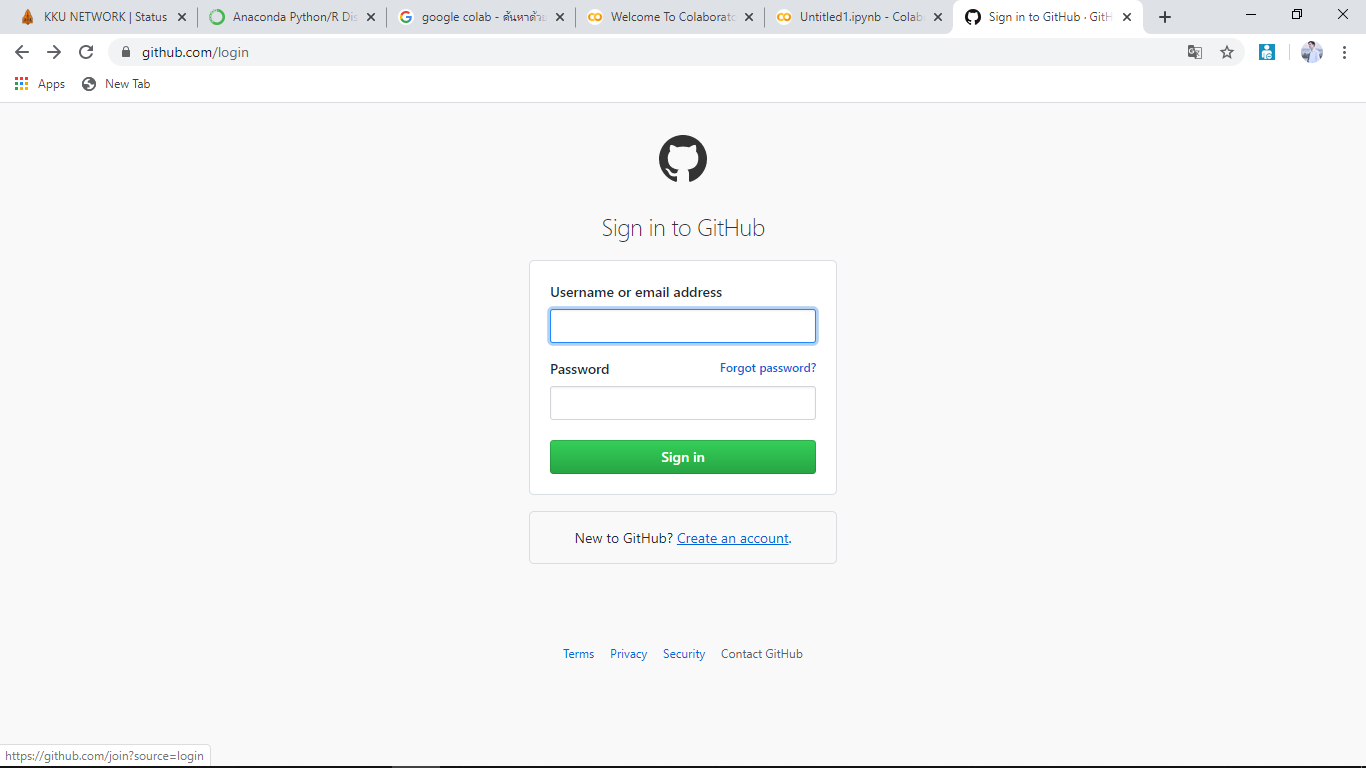 KKU NETWORK | Status
Anaconda Python/R Dis
google colab - ค้นหาด้วย
Welcome To Colaborato
Untitled1.ipynb - Colab
Sign in to GitHub · GitH
github.com/login
Apps
New Tab
Sign in to GitHub
Username or email address
Password
Forgot password?
Sign in
New to GitHub? Create an account.
Terms
Privacy
Security
Contact GitHub
https://github.com/join?source=login